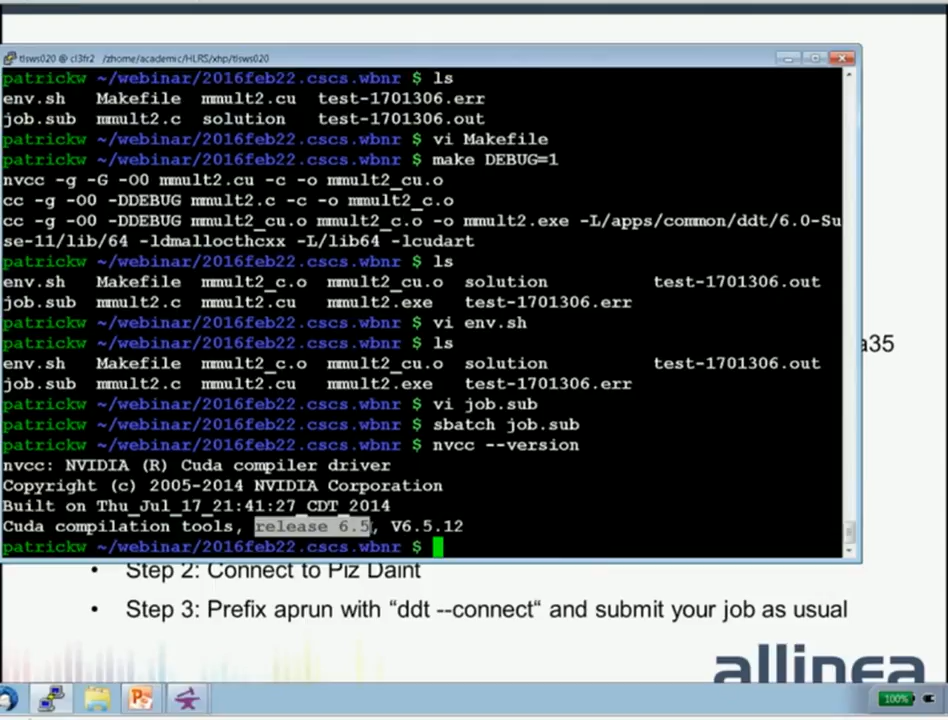 tisws020 @ cl3fr2 /zhome/academic/HLRS/xhp/tisws020
patrickw ~/webinar/2016feb22.cscs.wbnr $ ls
env.sh Makefile mmult2.cu test-1701306.err
job.sub mmult2.c solution test-1701306.out
patrickw ~/webinar/2016feb22.cscs.wbnr $ vi Makefile
patrickw ~/webinar/2016feb22.cscs.wbnr $ make DEBUG=1
nvcc -g -G -O0 mmult2.cu -c -o mmult2_cu.o
cc -g -O0 -DDEBUG mmult2.c -c -o mmult2_c.o
cc -g -O0 -DDEBUG mmult2_cu.o mmult2_c.o -o mmult2.exe -L/apps/common/ddt/6.0-Su
se-11/lib/64 -ldmallocthcxx -L/lib64 -lcudart
patrickw ~/webinar/2016feb22.cscs.wbnr $ ls
env.sh Makefile mmult2_c.o mmult2_cu.o solution test-1701306.out
job.sub mmult2.c mmult2.cu mmult2.exe test-1701306.err
patrickw ~/webinar/2016feb22.cscs.wbnr $ vi env.sh
patrickw ~/webinar/2016feb22.cscs.wbnr $ ls
a35
env.sh Makefile mmult2_c.o mmult2_cu.o solution test-1701306.out
job.sub mmult2.c mmult2.cu mmult2.exe test-1701306.err
patrickw ~/webinar/2016feb22.cscs.wbnr $ vi job.sub
patrickw ~/webinar/2016feb22.cscs.wbnr $ sbatch job.sub
patrickw ~/webinar/2016feb22.cscs.wbnr $ nvcc --version
nvcc: NVIDIA (R) Cuda compiler driver
Copyright (c) 2005-2014 NVIDIA Corporation
Built on Thu_Jul_17_21:41:27_CDT_2014
Cuda compilation tools, release 6.5, V6.5.12
patrickw ~/webinar/2016feb22.cscs.wbnr $
• Step 2: Connect to Piz Daint
• Step 3: Prefix aprun with “ddt --connect“ and submit your job as usual
allinea
100%